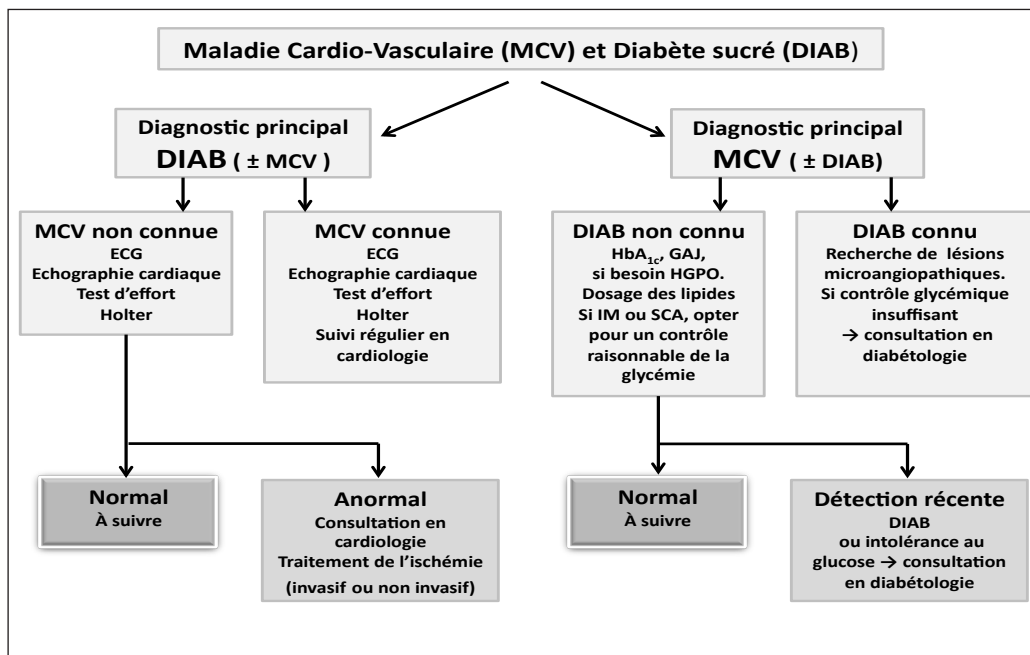 Maladie Cardio-Vasculaire (MCV) et Diabète sucré (DIAB)
Diagnostic principal
DIAB ( ± MCV )
Diagnostic principal
MCV ( ± DIAB)
MCV non connue
ECG
Echographie cardiaque
Test d’effort
Holter
MCV connue
ECG
Echographie cardiaque
Test d’effort
Holter
Suivi régulier en
cardiologie
DIAB non connu
HbA1c, GAJ,
si besoin HGPO.
Dosage des lipides
Si IM ou SCA, opter
pour un contrôle
raisonnable de la
glycémie
DIAB connu
Recherche de lésions
microangiopathiques.
Si contrôle glycémique
insuffisant
→ consultation en
diabétologie
Normal
À suivre
Anormal
Consultation en
cardiologie
Traitement de l’ischémie
(invasif ou non invasif)
Normal
À suivre
Détection récente
DIAB
ou intolérance au
glucose → consultation
en diabétologie